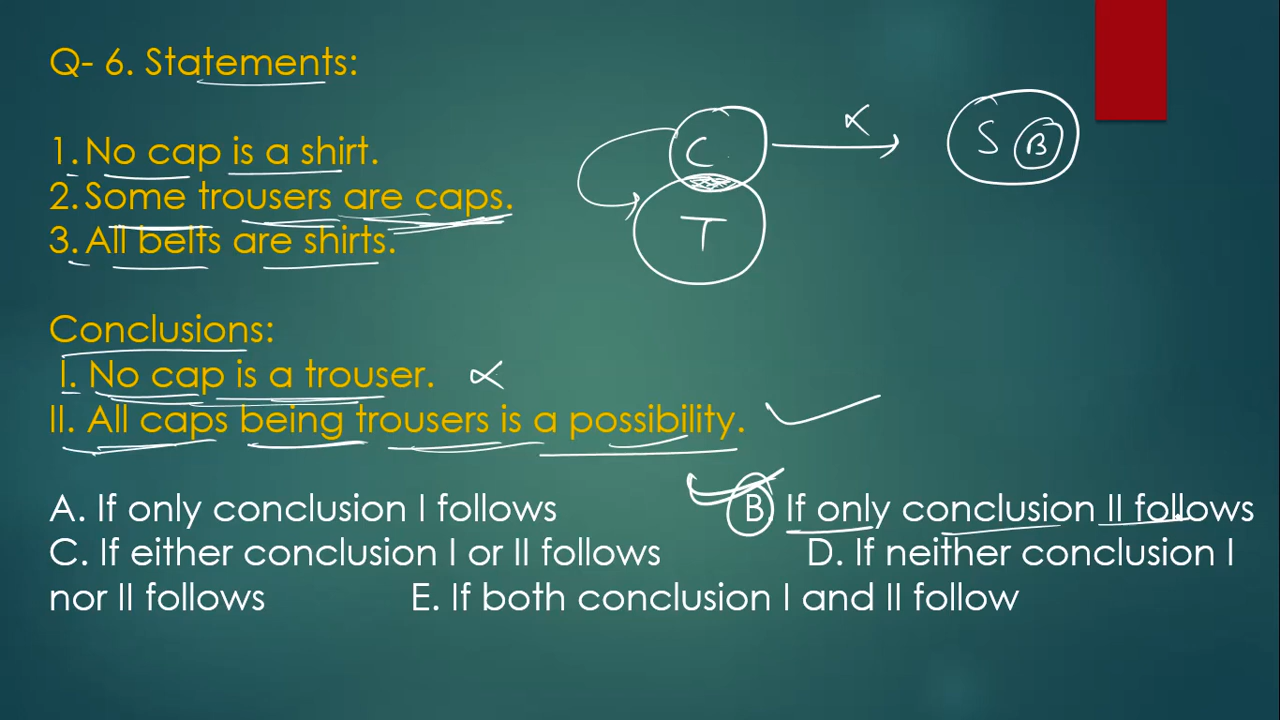 Q- 6. Statements:
1. No cap is a shirt.
2. Some trousers are caps.
3. All belts are shirts.
C
T
S B
Conclusions:
I. No cap is a trouser.
II. All caps being trousers is a possibility.
A. If only conclusion I follows B If only conclusion II follows
C. If either conclusion I or II follows D. If neither conclusion I
nor II follows E. If both conclusion I and II follow